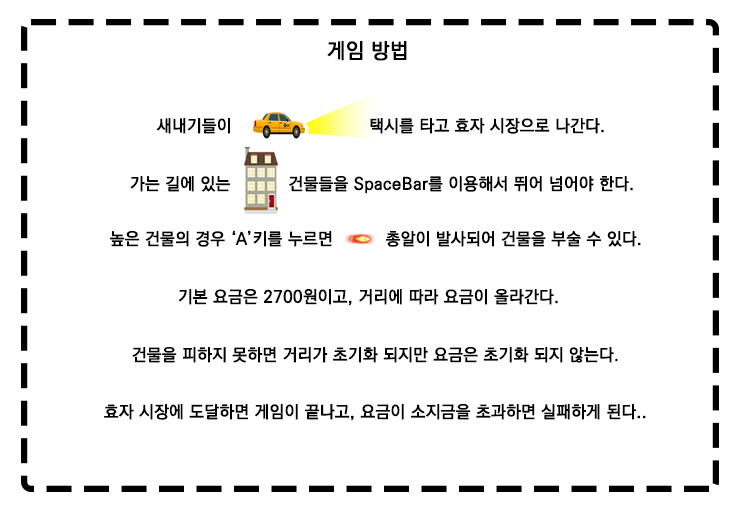 게임 방법
새내기들이 택시를 타고 효자 시장으로 나간다.
가는 길에 있는 건물들을 SpaceBar를 이용해서 뛰어 넘어야 한다.
높은 건물의 경우 ‘A’키를 누르면 총알이 발사되어 건물을 부술 수 있다.
기본 요금은 2700원이고, 거리에 따라 요금이 올라간다.
건물을 피하지 못하면 거리가 초기화 되지만 요금은 초기화 되지 않는다.
효자 시장에 도달하면 게임이 끝나고, 요금이 소지금을 초과하면 실패하게 된다..